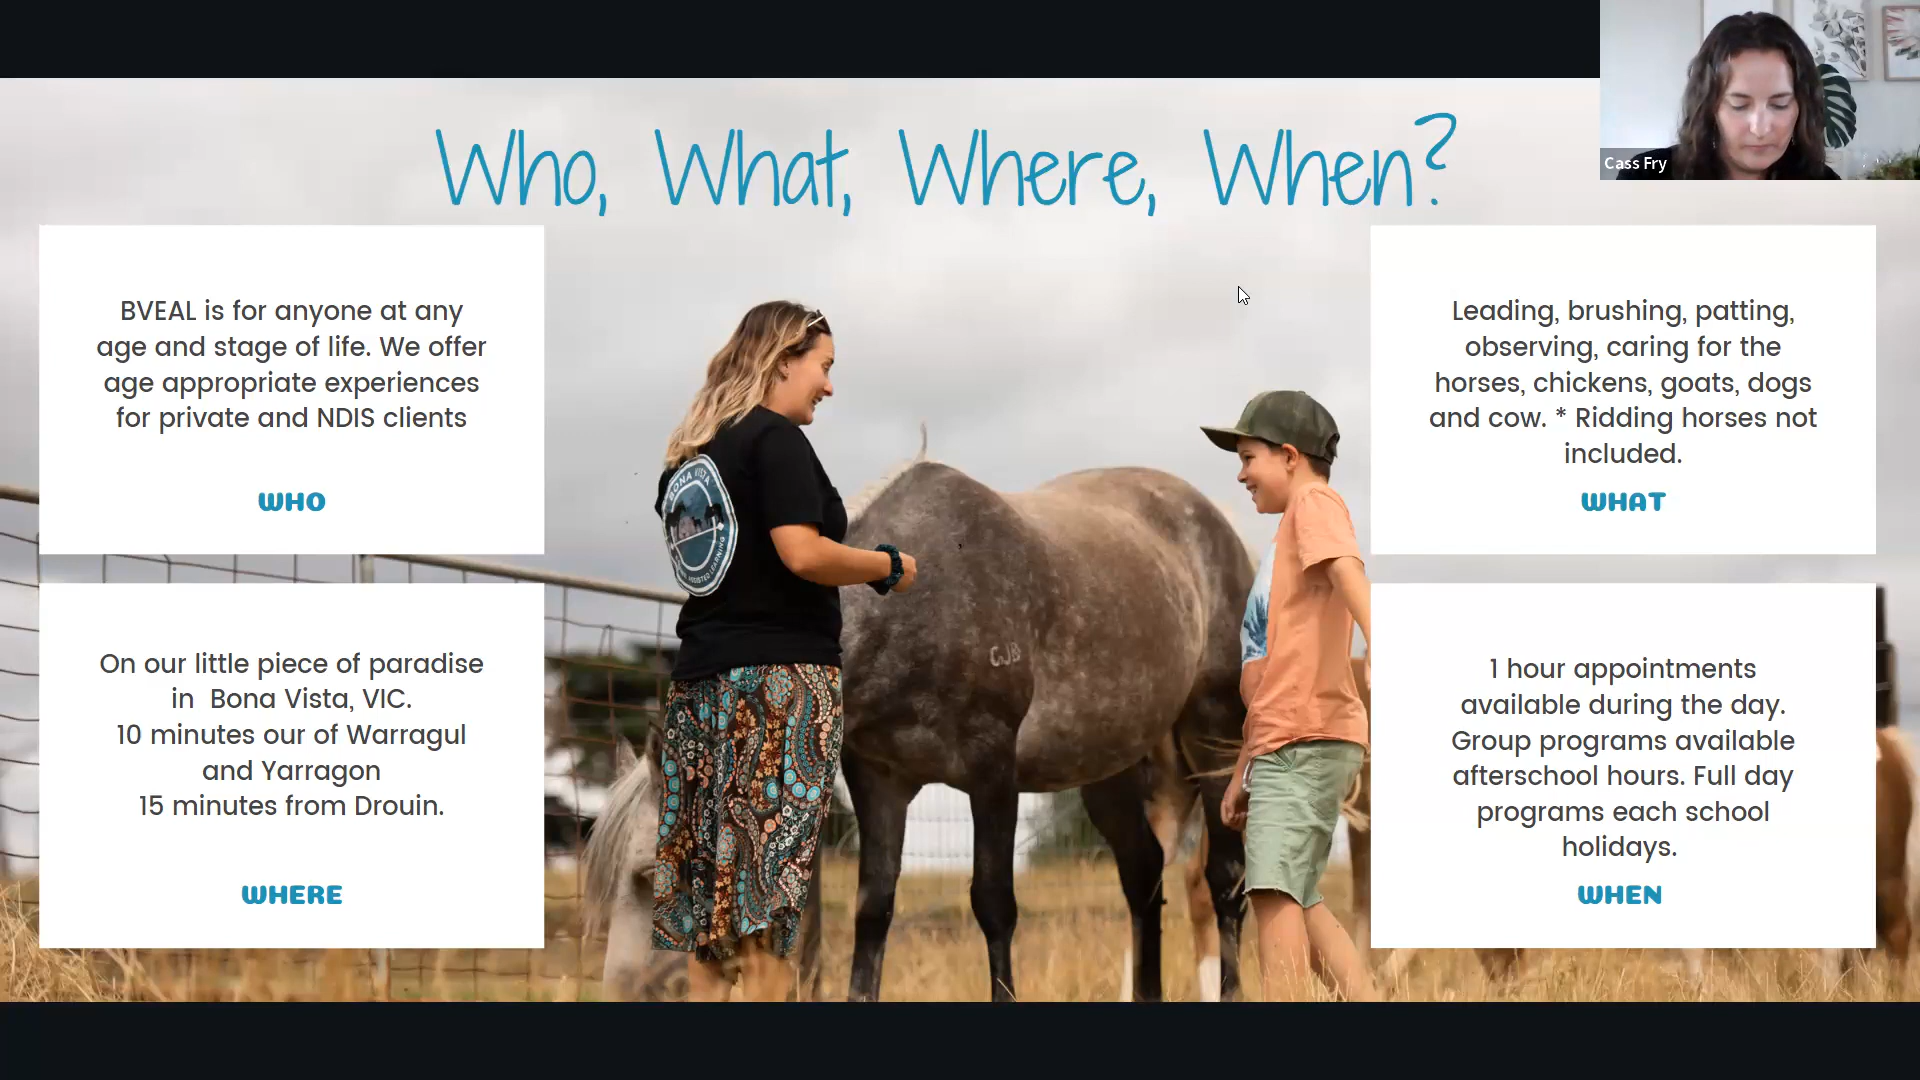 Cass Fry
Who, What, Where, When?
BVEAL is for anyone at any
age and stage of life. We offer
age appropriate experiences
for private and NDIS clients
WHO
Leading, brushing, patting,
observing, caring for the
horses, chickens, goats, dogs
and cow. * Ridding horses not
included.
WHAT
On our little piece of paradise
in Bona Vista, VIC.
10 minutes our of Warragul
and Yarragon
15 minutes from Drouin.
WHERE
1 hour appointments
available during the day.
Group programs available
afterschool hours. Full day
programs each school
holidays.
WHEN
BONA VISTA
ASSISTED LEARNING